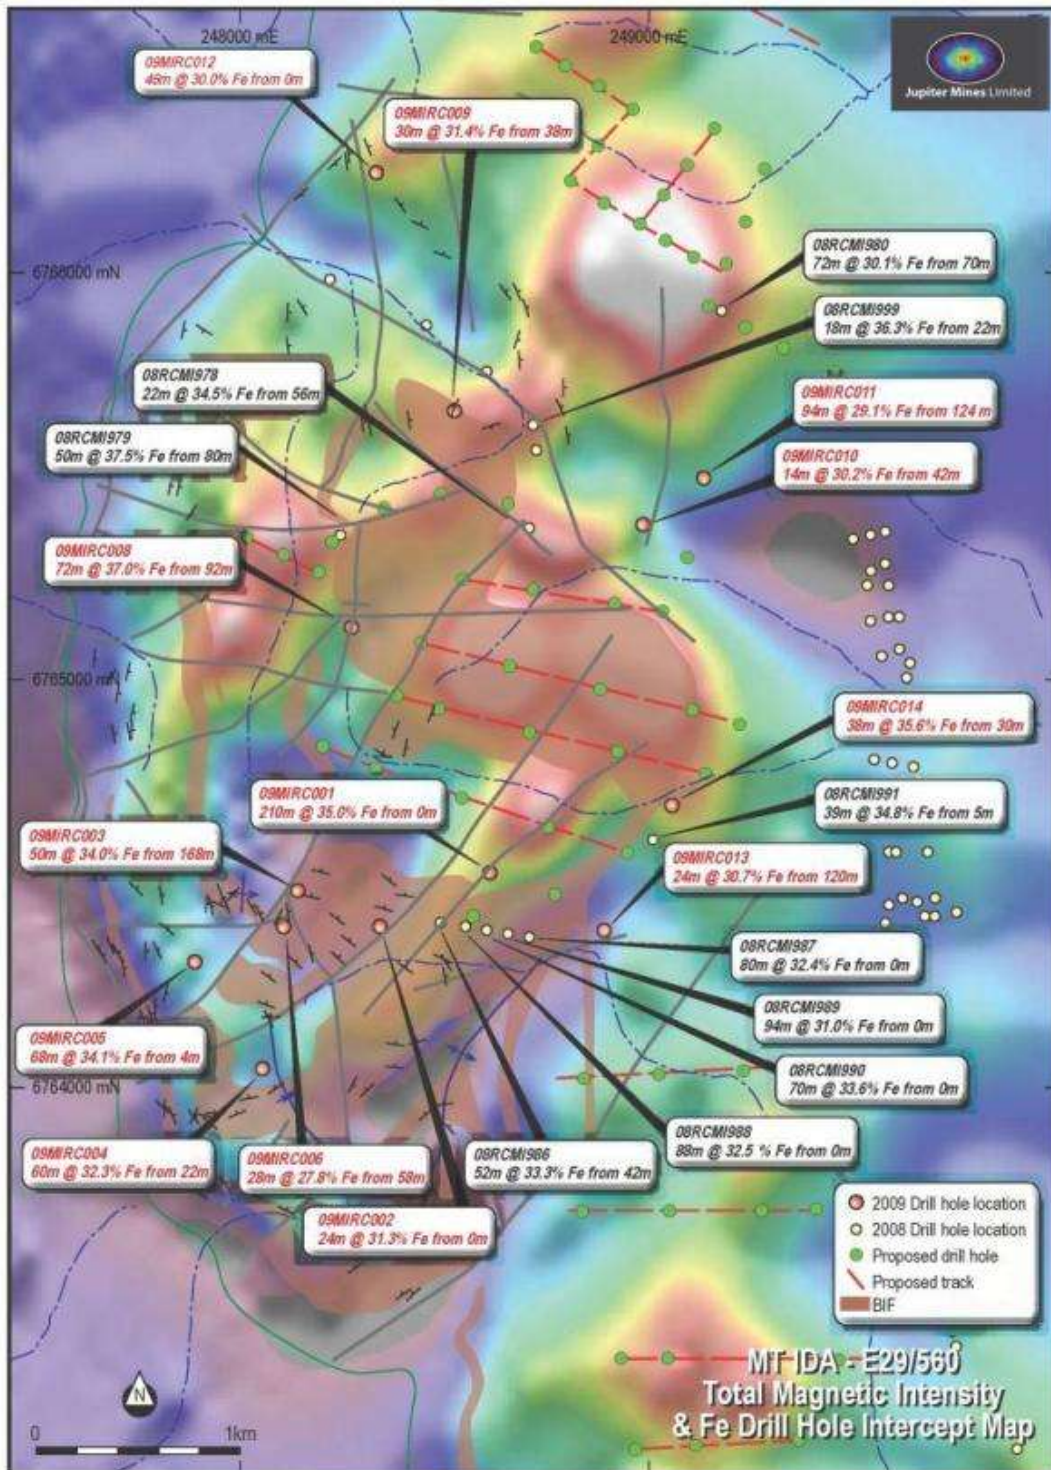 248000 mE
249000 mE
Jupiter Mines Limited
09MIRC012
46m @ 30.0% Fe from 0m
09MIRC009
30m @ 31.4% Fe from 38m
6766000 mN
08RCMI980
72m @ 30.1% Fe from 70m
08RCMI999
18m @ 36.3% Fe from 22m
08RCMI978
22m @ 34.5% Fe from 56m
09MIRC011
94m @ 29.1% Fe from 124 m
08RCMI979
50m @ 37.5% Fe from 80m
09MIRC010
14m @ 30.2% Fe from 42m
09MIRC008
72m @ 37.0% Fe from 92m
6765000 mN
09MIRC014
38m @ 35.6% Fe from 30m
09MIRC001
210m @ 35.0% Fe from 0m
08RCMI991
39m @ 34.8% Fe from 5m
09MIRC003
50m @ 34.0% Fe from 168m
09MIRC013
24m @ 30.7% Fe from 120m
08RCMI987
80m @ 32.4% Fe from 0m
08RCMI989
94m @ 31.0% Fe from 0m
09MIRC005
68m @ 34.1% Fe from 4m
08RCMI990
70m @ 33.6% Fe from 0m
6764000 mN
08RCMI988
88m @ 32.5 % Fe from 0m
09MIRC004
60m @ 32.3% Fe from 22m
09MIRC006
28m @ 27.8% Fe from 58m
08RCMI986
52m @ 33.3% Fe from 42m
09MIRC002
24m @ 31.3% Fe from 0m
2009 Drill hole location
2008 Drill hole location
Proposed drill hole
Proposed track
BIF
MT IDA - E29/560
Total Magnetic Intensity
& Fe Drill Hole Intercept Map
N
0 1km